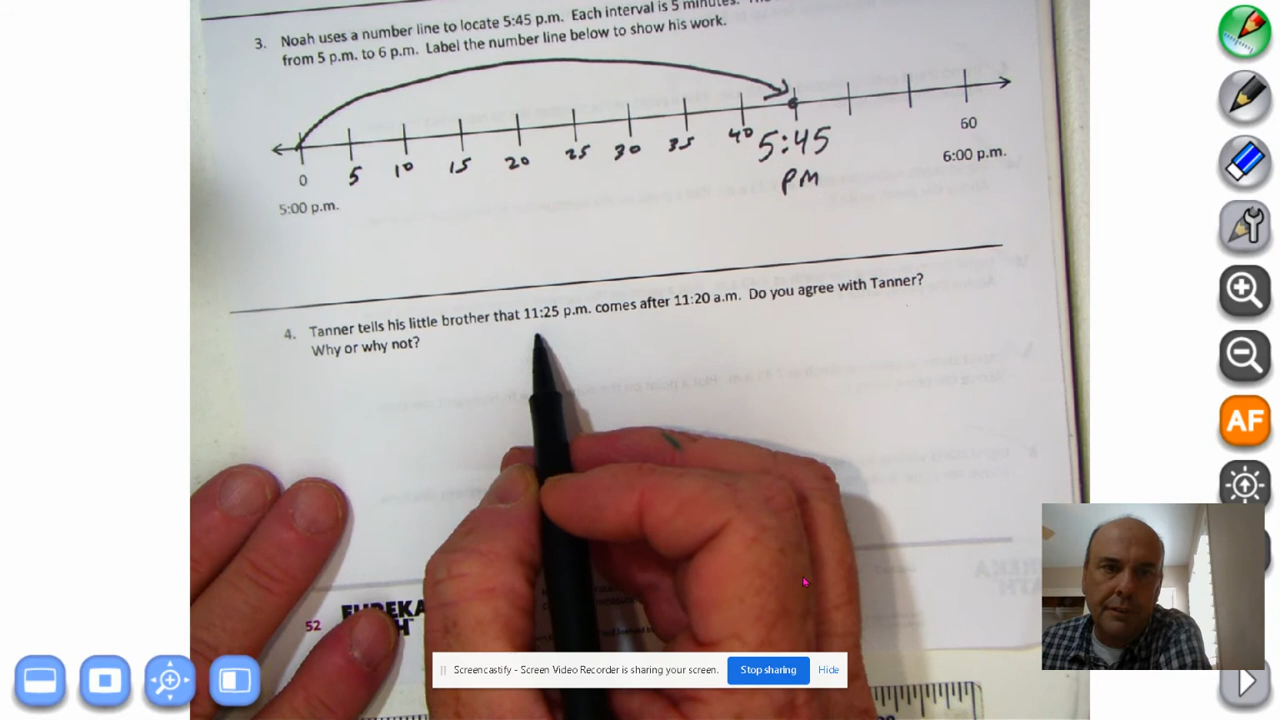 3. Noah uses a number line to locate 5:45 p.m. Each interval is 5 minutes.
from 5 p.m. to 6 p.m. Label the number line below to show his work.
0 5 10 15 20 25 30 35 40 5:45 60
PM
5:00 p.m. 6:00 p.m.
4. Tanner tells his little brother that 11:25 p.m. comes after 11:20 a.m. Do you agree with Tanner?
Why or why not?
52
AF
Screencastify - Screen Video Recorder is sharing your screen. Stop sharing Hide